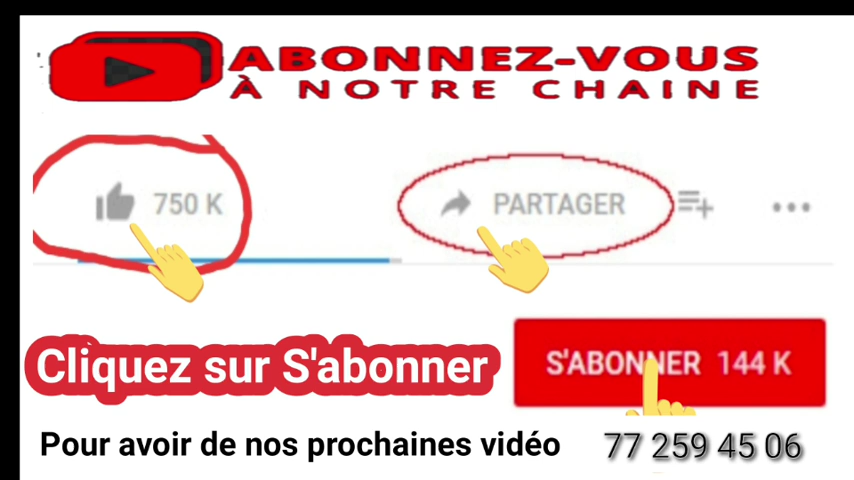 ABONNEZ-VOUS
À NOTRE CHAINE
750 K
PARTAGER
Cliquez sur S'abonner
S'ABONNER 144 K
Pour avoir de nos prochaines vidéo
77 259 45 06